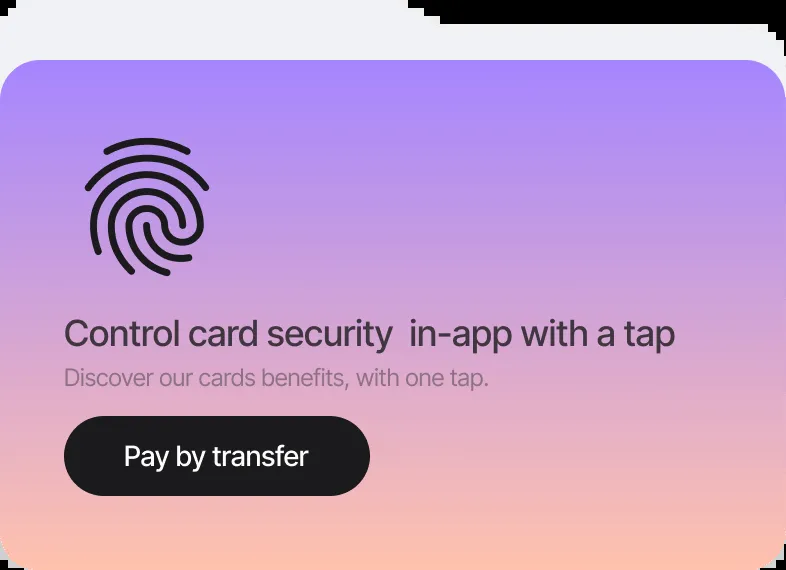 Control card security  in-app with a tap
Discover our cards benefits, with one tap.
Pay by transfer